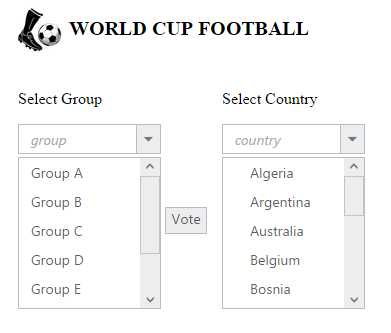 WORLD CUP FOOTBALL
Select Group
Select Country
group
country
Group A
Group B
Group C
Group D
Group E
Vote
Algeria
Argentina
Australia
Belgium
Bosnia